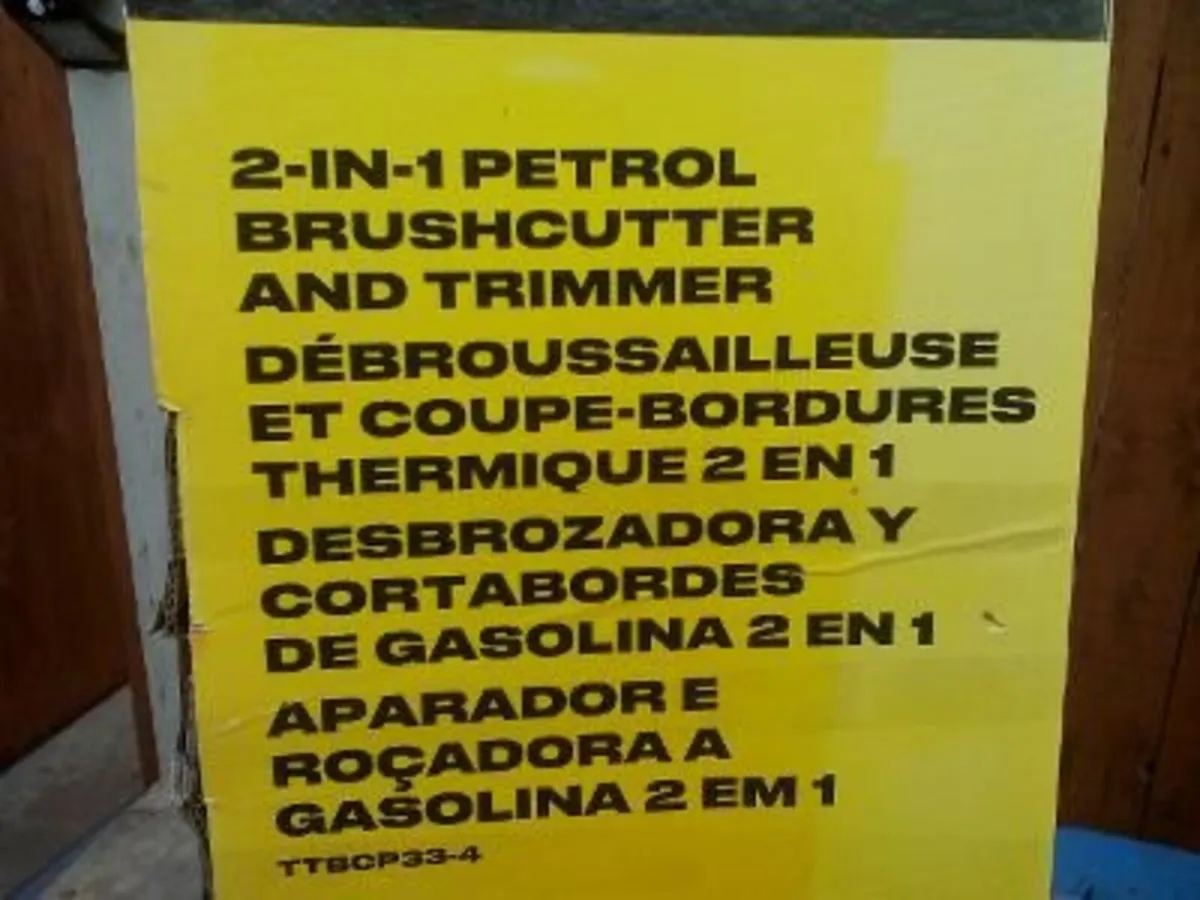 2-IN-1 PETROL
BRUSHCUTTER
AND TRIMMER
DÉBROUSSAILLEUSE
ET COUPE-BORDURES
THERMIQUE 2 EN 1
DESBROZADORA Y
CORTABORDES
DE GASOLINA 2 EN 1
APARADOR E
ROÇADORA A
GASOLINA 2 EM 1
TTBCP33-4